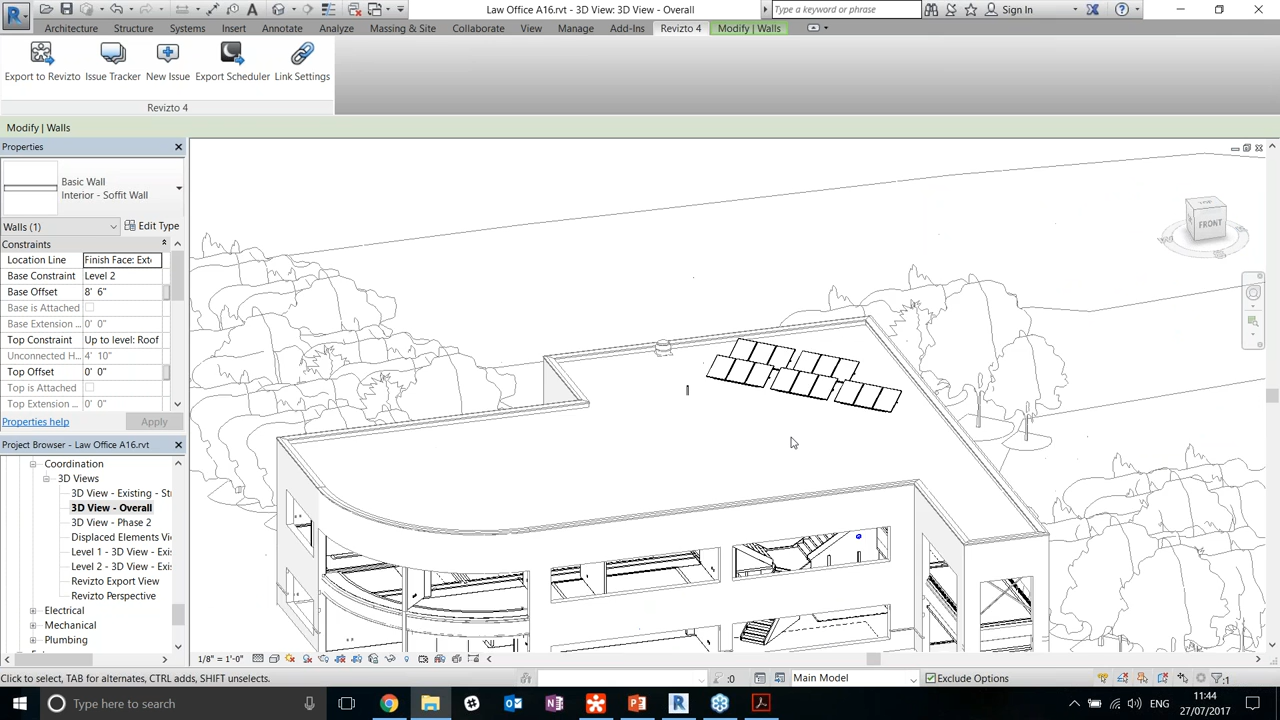 Law Office A16.rvt - 3D View: 3D View - Overall
Type a keyword or phrase
Sign In
Architecture Structure Systems Insert Annotate Analyze Massing & Site Collaborate View Manage Add-Ins Revizto 4 Modify | Walls
Export to Revizto Issue Tracker New Issue Export Scheduler Link Settings
Revizto 4
Modify | Walls
Properties
Basic Wall
Interior - Soffit Wall
Walls (1)
Edit Type
Constraints
Location Line Finish Face: Ext
Base Constraint Level 2
Base Offset 8' 6"
Base is Attached
Base Extension ... 0' 0"
Top Constraint Up to level: Roof
Unconnected H... 4' 10"
Top Offset 0' 0"
Top is Attached
Top Extension ... 0' 0"
Properties help
Apply
Project Browser - Law Office A16.rvt
Coordination
3D Views
3D View - Existing - Str
3D View - Overall
3D View - Phase 2
Displaced Elements V
Level 1 - 3D View - Exis
Level 2 - 3D View - Exis
Revizto Export View
Revizto Perspective
Electrical
Mechanical
Plumbing
TOP
FRONT
1/8" = 1'-0"
Click to select, TAB for alternates, CTRL adds, SHIFT unselects.
:0
Main Model
Exclude Options
:1
Type here to search
11:44
ENG
27/07/2017